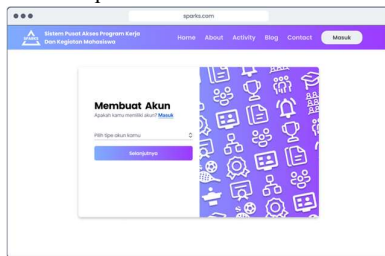 sparks.com
SPARKS
Sistem Pusat Akses Program Kerja
Dan Kegiatan Mahasiswa
Home About Activity Blog Contact Masuk
Membuat Akun
Apakah kamu memiliki akun? Masuk
Pilih tipe akun kamu
Selanjutnya